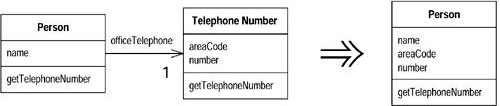 Person
name
getTelephoneNumber
officeTelephone
1
Telephone Number
areaCode
number
getTelephoneNumber
Person
name
areaCode
number
getTelephoneNumber